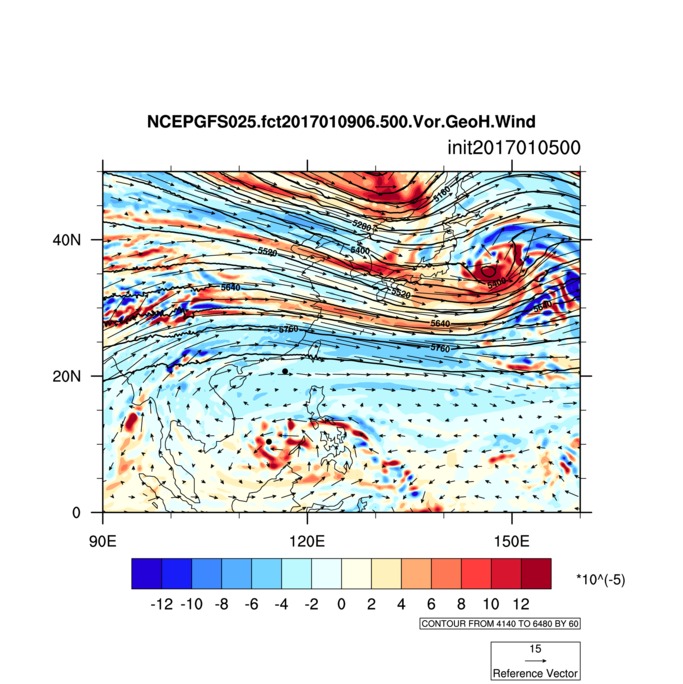 NCEPGFS025.fct2017010906.500.Vor.GeoH.Wind
init2017010500
5160
5280
5400
5520
5400
5520
5640
5640
5640
5760
5760
40N
20N
0
90E 120E 150E
-12 -10 -8 -6 -4 -2 0 2 4 6 8 10 12
*10^(-5)
CONTOUR FROM 4140 TO 6480 BY 60
15
Reference Vector